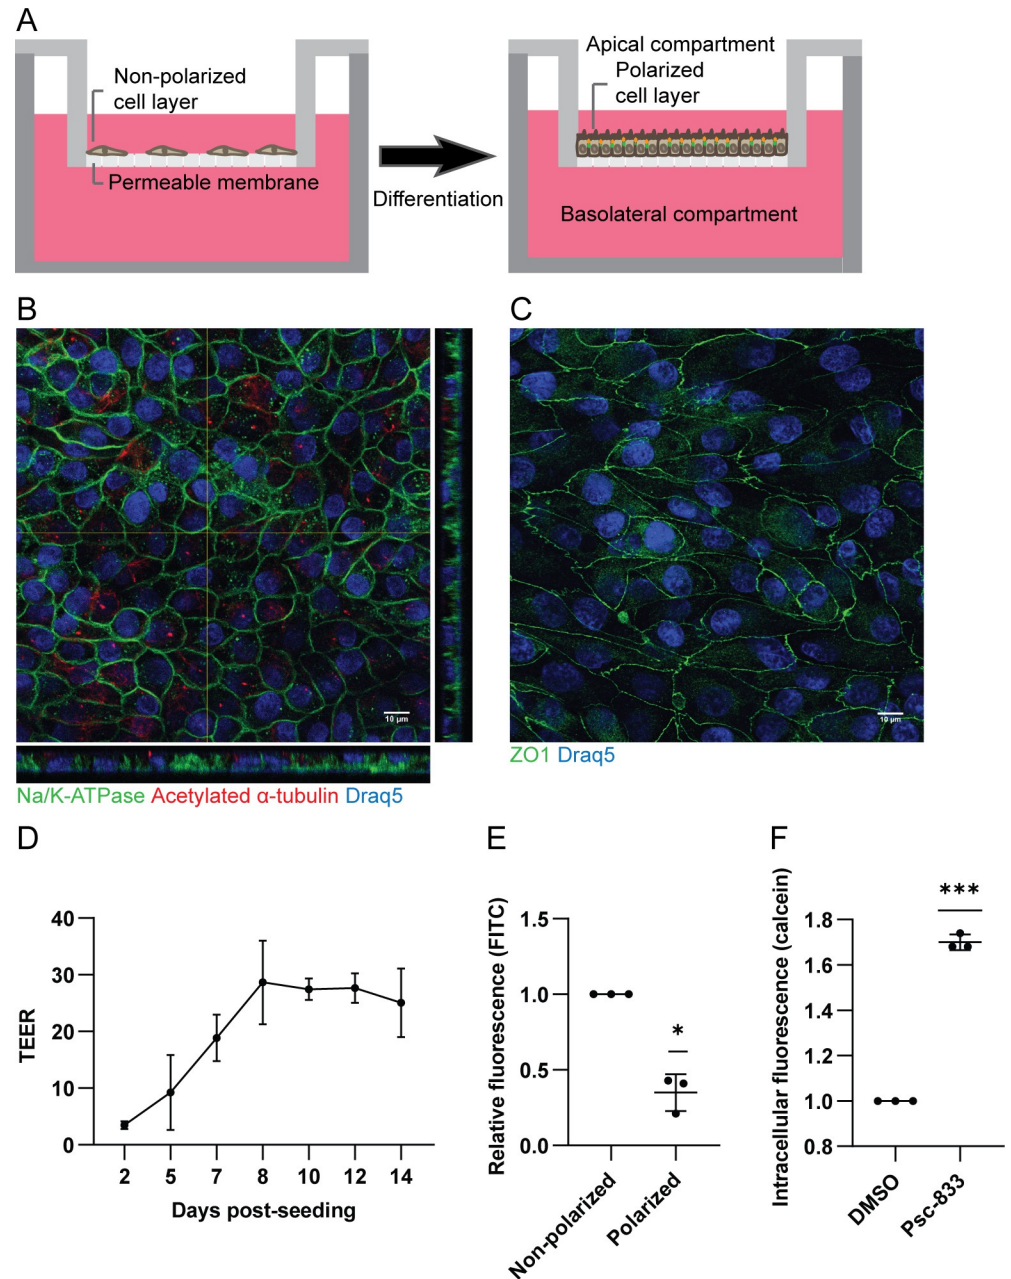 A
Non-polarized
cell layer
Permeable membrane
Differentiation
Apical compartment
Polarized
cell layer
Basolateral compartment
B
10 µm
Na/K-ATPase Acetylated α-tubulin Draq5
C
10 µm
ZO1 Draq5
D
TEER
40
30
20
10
0
2 5 7 8 10 12 14
Days post-seeding
E
Relative fluorescence (FITC)
1.5
1.0
0.5
0.0
*
Non-polarized
Polarized
F
Intracellular fluorescence (calcein)
1.8
1.6
1.4
1.2
1.0
0.8
***
DMSO
Psc-833